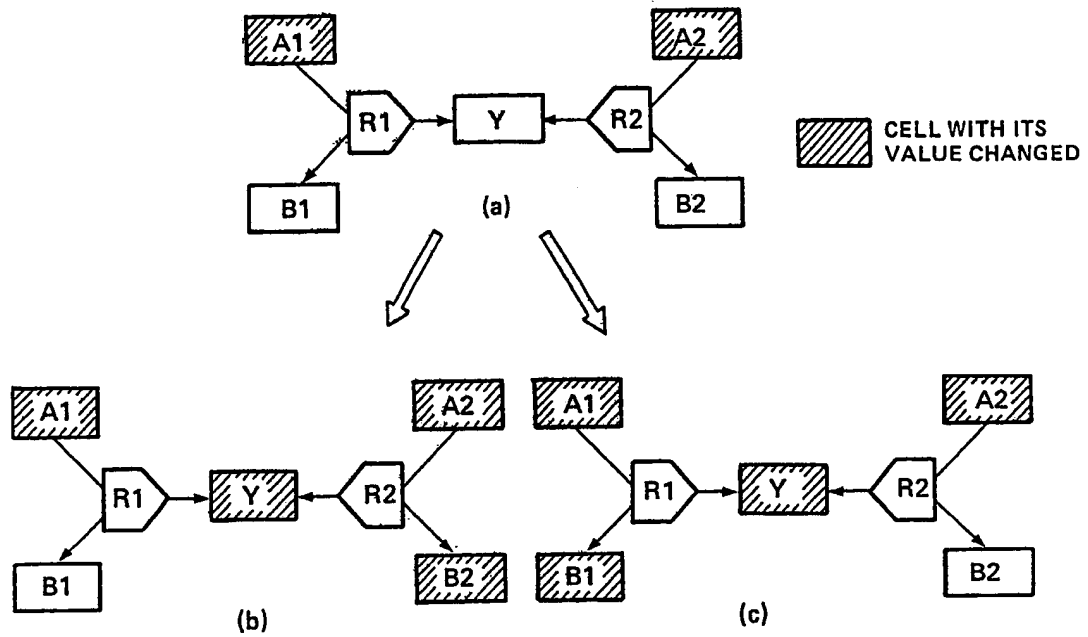 A1
A2
R1
Y
R2
CELL WITH ITS
VALUE CHANGED
B1
(a)
B2
A1
A2
R1
Y
R2
B1
B2
(b)
A1
A2
R1
Y
R2
B1
B2
(c)